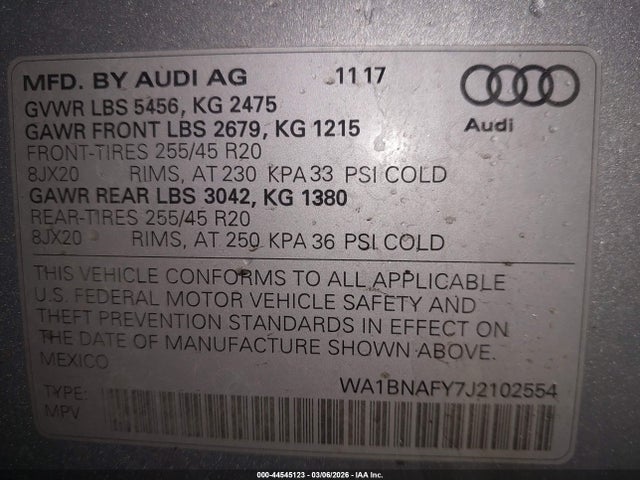 MFD. BY AUDI AG 11 17
Audi
GVWR LBS 5456, KG 2475
GAWR FRONT LBS 2679, KG 1215
FRONT-TIRES 255/45 R20
8JX20 RIMS, AT 230 KPA 33 PSI COLD
GAWR REAR LBS 3042, KG 1380
REAR-TIRES 255/45 R20
8JX20 RIMS, AT 250 KPA 36 PSI COLD
THIS VEHICLE CONFORMS TO ALL APPLICABLE
U.S. FEDERAL MOTOR VEHICLE SAFETY AND
THEFT PREVENTION STANDARDS IN EFFECT ON
THE DATE OF MANUFACTURE SHOWN ABOVE.
MEXICO
WA1BNAFY7J2102554
TYPE:
MPV
000-44545123 — 03/06/2026 — IAA Inc.